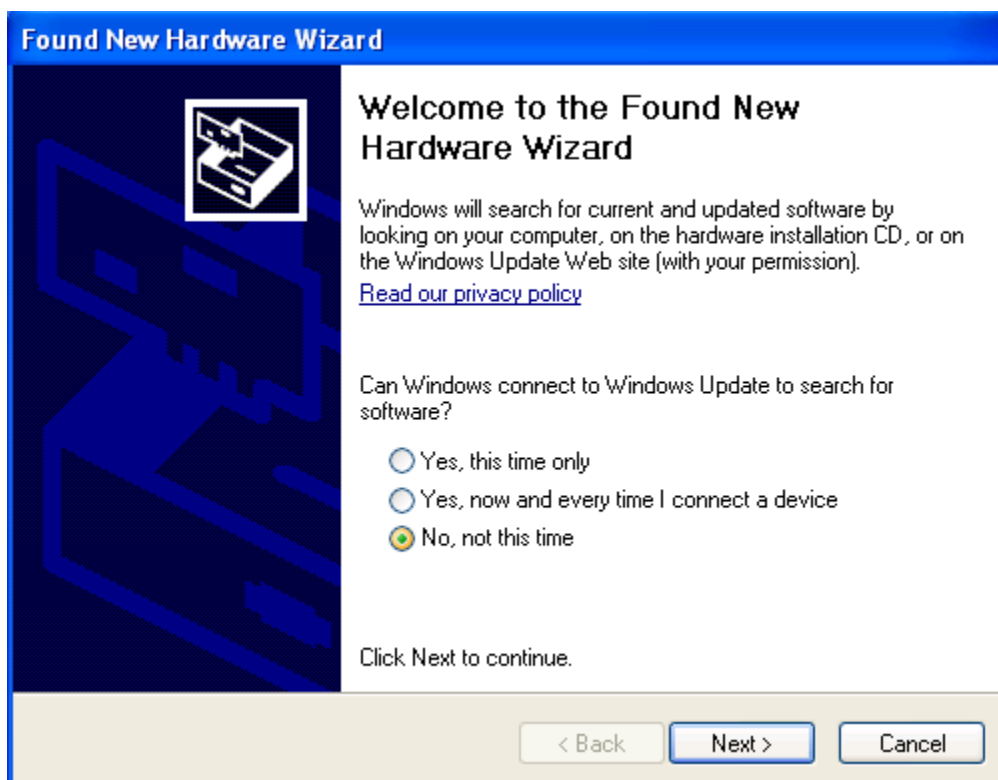 Found New Hardware Wizard
Welcome to the Found New
Hardware Wizard
Windows will search for current and updated software by
looking on your computer, on the hardware installation CD, or on
the Windows Update Web site (with your permission).
Read our privacy policy
Can Windows connect to Windows Update to search for
software?
Yes, this time only
Yes, now and every time I connect a device
No, not this time
Click Next to continue.
< Back Next > Cancel